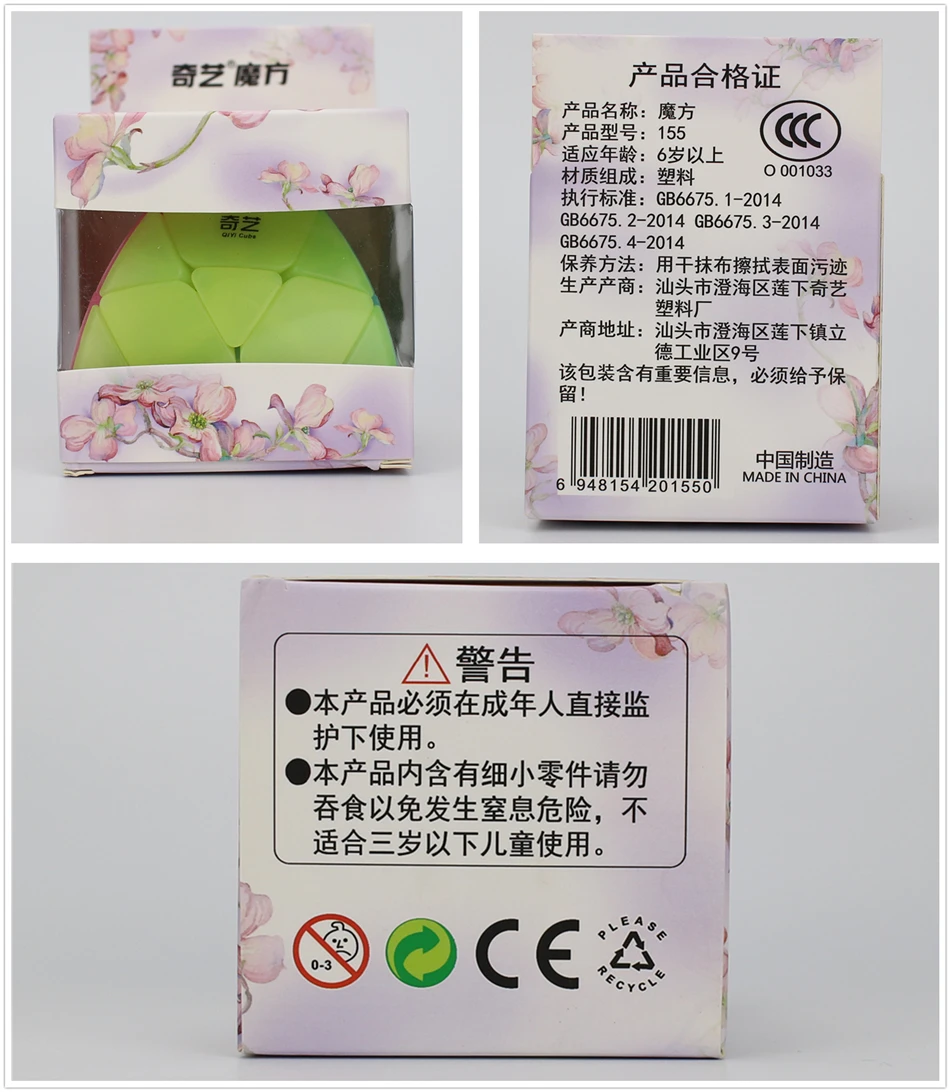 奇艺®魔方
奇艺
QiYi Cube
产品合格证
产品名称：魔方
产品型号：155
适应年龄：6岁以上
材质组成：塑料
执行标准：GB6675.1-2014
GB6675.2-2014 GB6675.3-2014
GB6675.4-2014
保养方法：用干抹布擦拭表面污迹
生产产商：汕头市澄海区莲下奇艺
塑料厂
产商地址：汕头市澄海区莲下镇立
德工业区9号
该包装含有重要信息，必须给予保
留！
CCC
O 001033
6 948154 201550
中国制造
MADE IN CHINA
警告
●本产品必须在成年人直接监
护下使用。
●本产品内含有细小零件请勿
吞食以免发生窒息危险，不
适合三岁以下儿童使用。
0-3
CE
PLEASE
RECYCLE